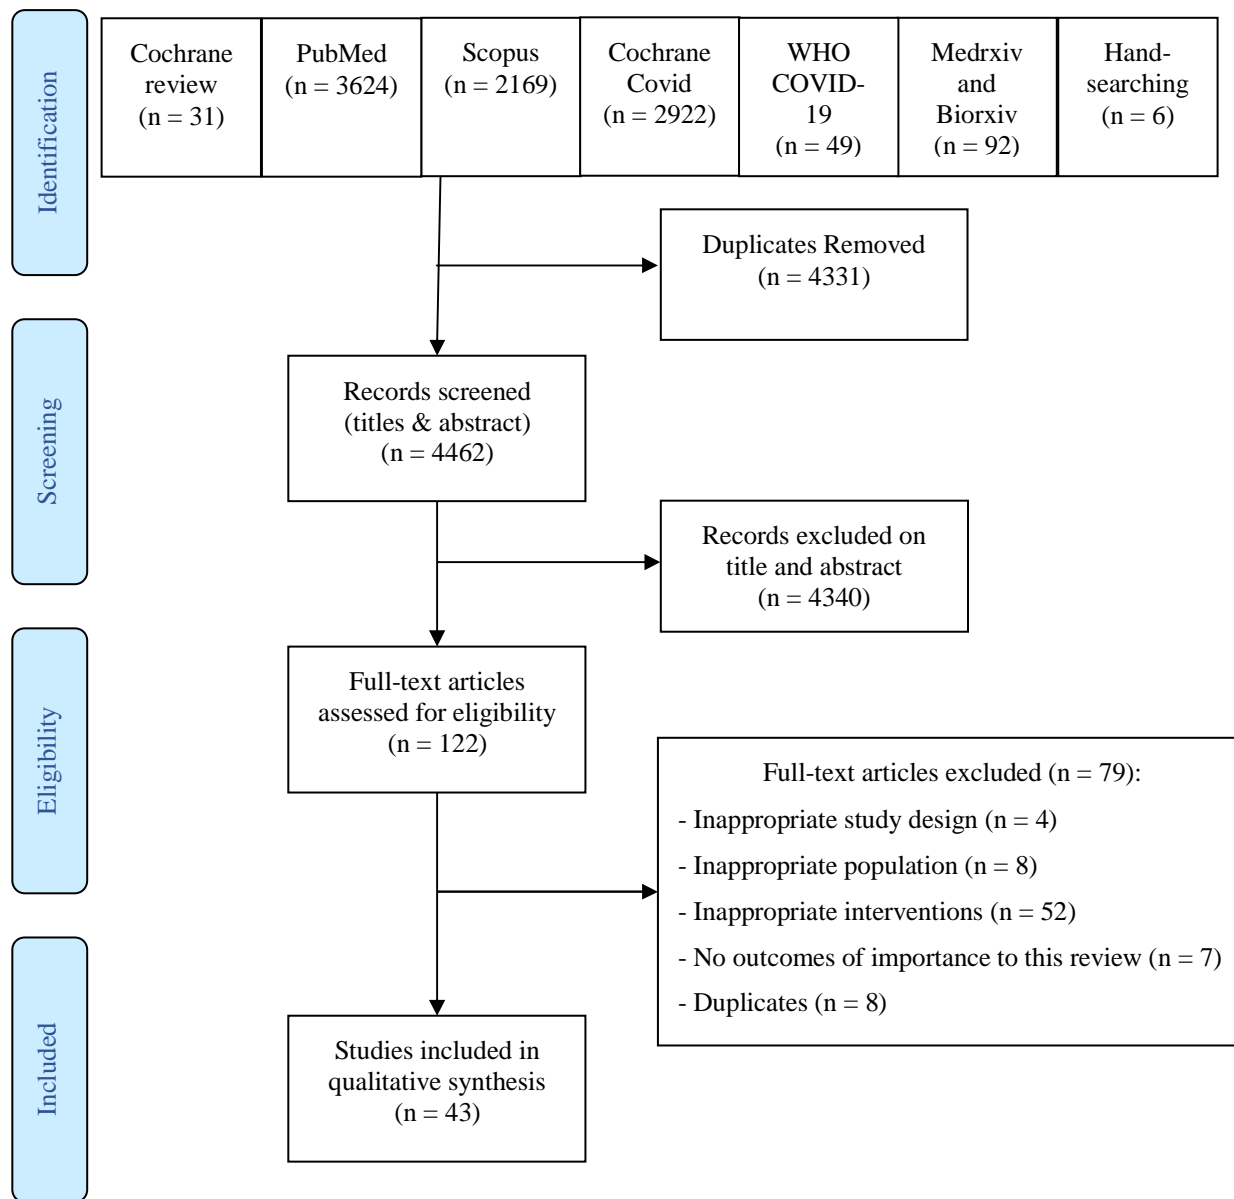 Identification
Cochrane
review
(n = 31)
PubMed
(n = 3624)
Scopus
(n = 2169)
Cochrane
Covid
(n = 2922)
WHO
COVID-
19
(n = 49)
Medrxiv
and
Biorxiv
(n = 92)
Hand-
searching
(n = 6)
Duplicates Removed
(n = 4331)
Screening
Records screened
(titles & abstract)
(n = 4462)
Records excluded on
title and abstract
(n = 4340)
Eligibility
Full-text articles
assessed for eligibility
(n = 122)
Full-text articles excluded (n = 79):
- Inappropriate study design (n = 4)
- Inappropriate population (n = 8)
- Inappropriate interventions (n = 52)
- No outcomes of importance to this review (n = 7)
- Duplicates (n = 8)
Included
Studies included in
qualitative synthesis
(n = 43)